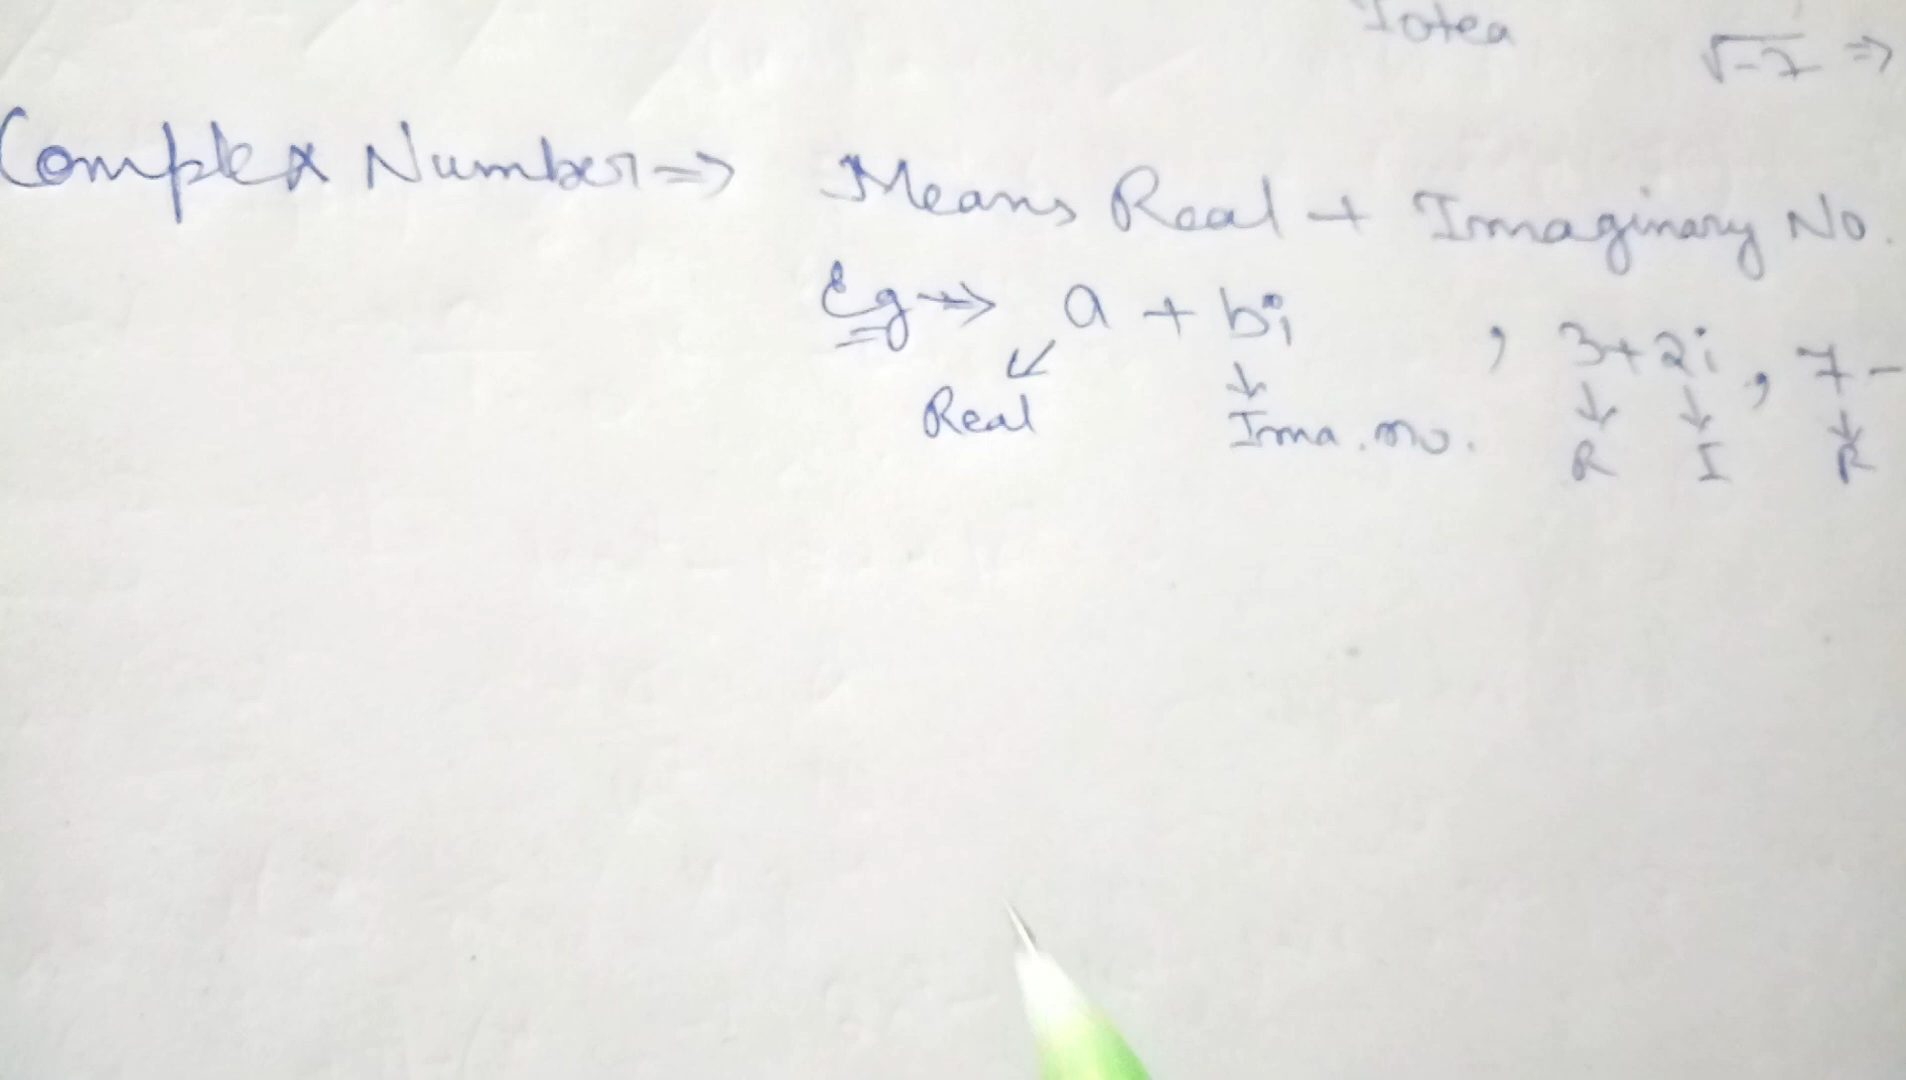 Iotea √-7 ⇒
Complex Number ⇒ Means Real + Imaginary No.
Eg → a + bi , 3+2i , 7-
↙ ↓ ↓ ↓ ↓
Real Ima. no. R I R